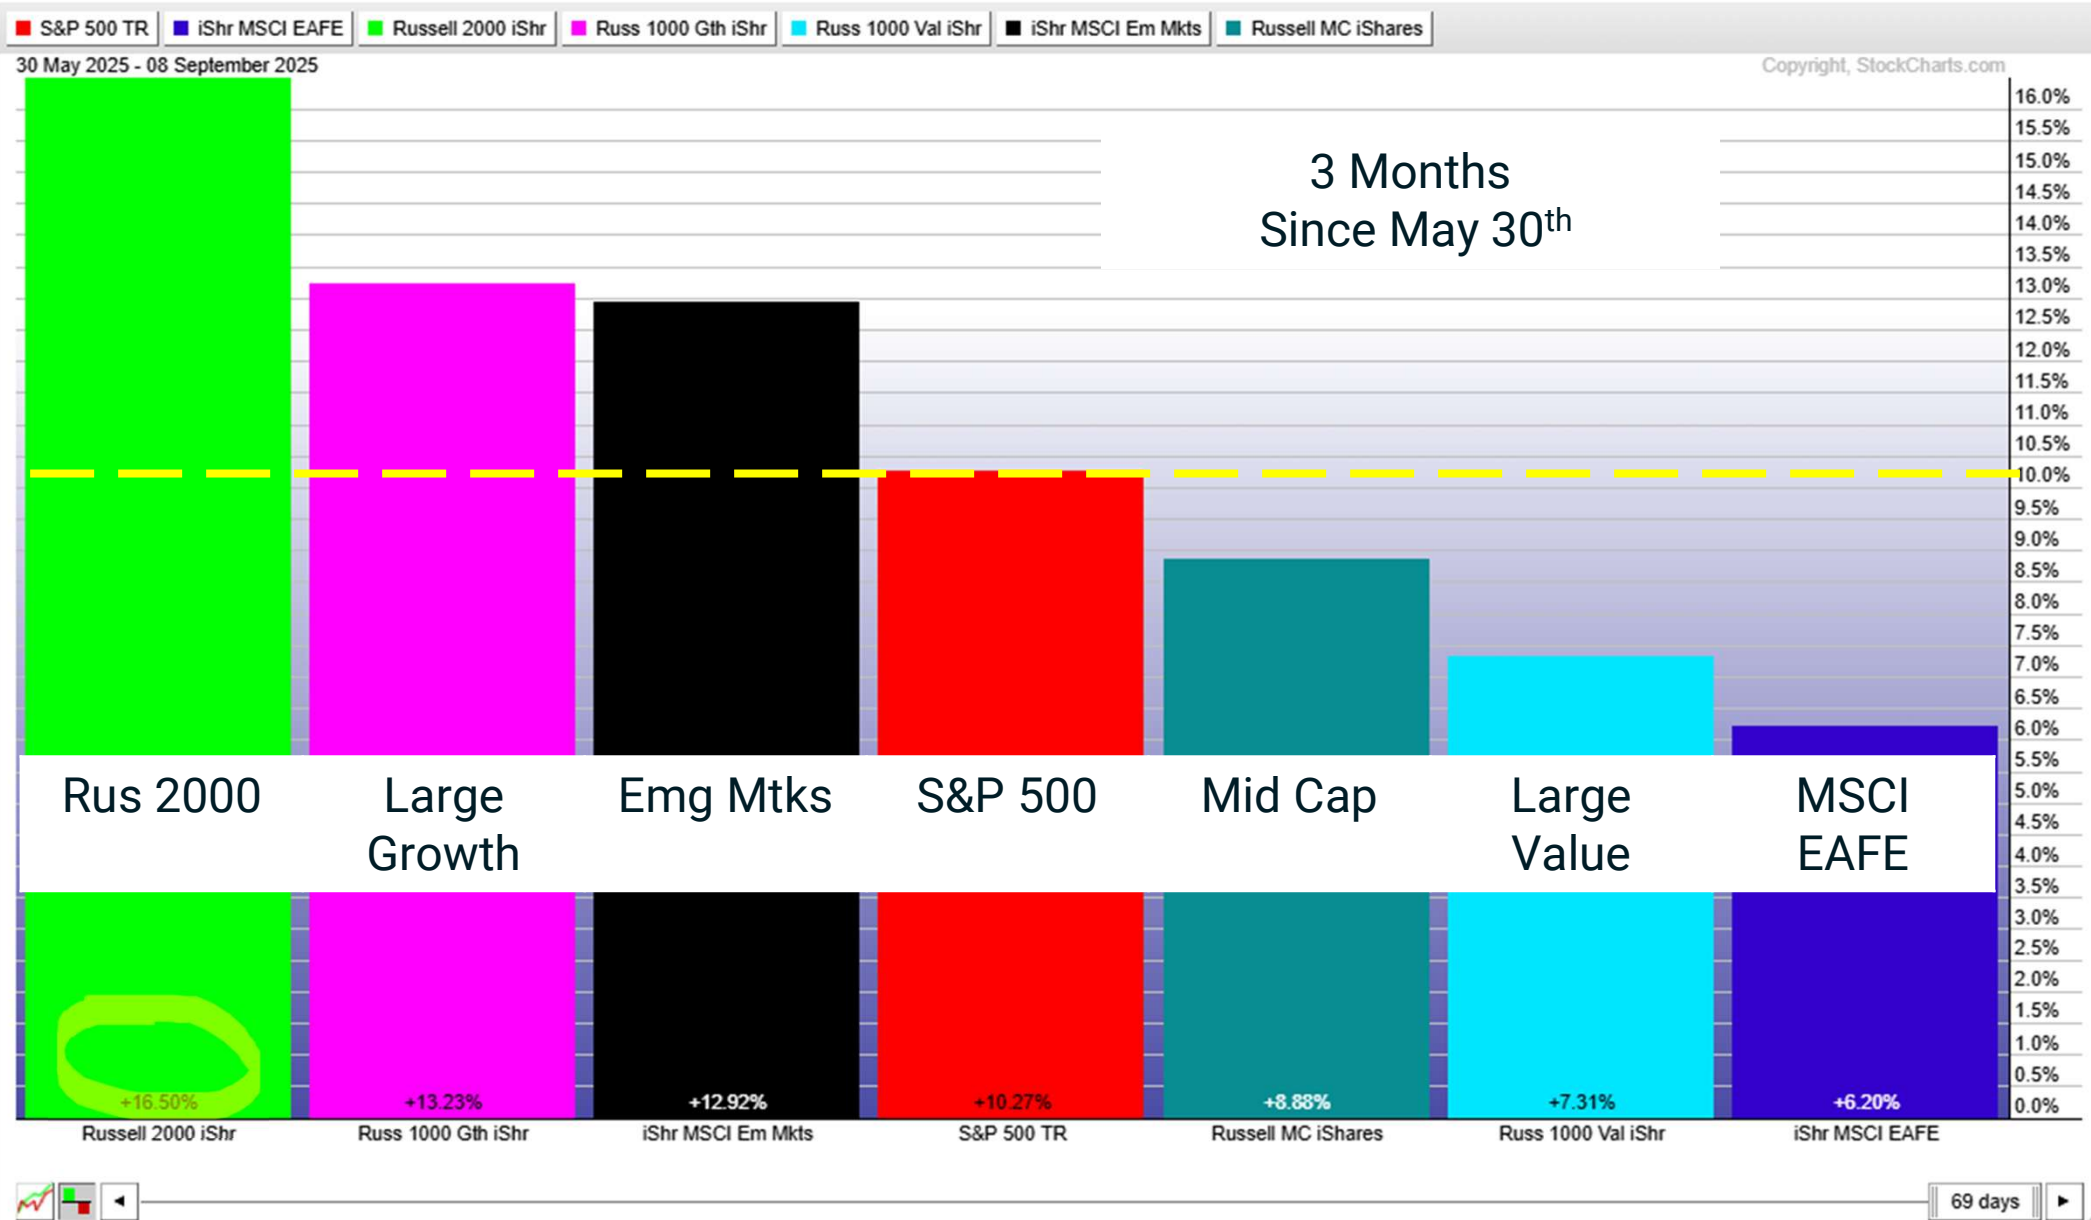 S&P 500 TR iShr MSCI EAFE Russell 2000 iShr Russ 1000 Gth iShr Russ 1000 Val iShr iShr MSCI Em Mkts Russell MC iShares
30 May 2025 - 08 September 2025
Copyright, StockCharts.com
3 Months
Since May 30th
16.0%
15.5%
15.0%
14.5%
14.0%
13.5%
13.0%
12.5%
12.0%
11.5%
11.0%
10.5%
10.0%
9.5%
9.0%
8.5%
8.0%
7.5%
7.0%
6.5%
6.0%
5.5%
5.0%
4.5%
4.0%
3.5%
3.0%
2.5%
2.0%
1.5%
1.0%
0.5%
0.0%
Rus 2000
Large
Growth
Emg Mtks
S&P 500
Mid Cap
Large
Value
MSCI
EAFE
+16.50% +13.23% +12.92% +10.27% +8.88% +7.31% +6.20%
Russell 2000 iShr Russ 1000 Gth iShr iShr MSCI Em Mkts S&P 500 TR Russell MC iShares Russ 1000 Val iShr iShr MSCI EAFE
69 days